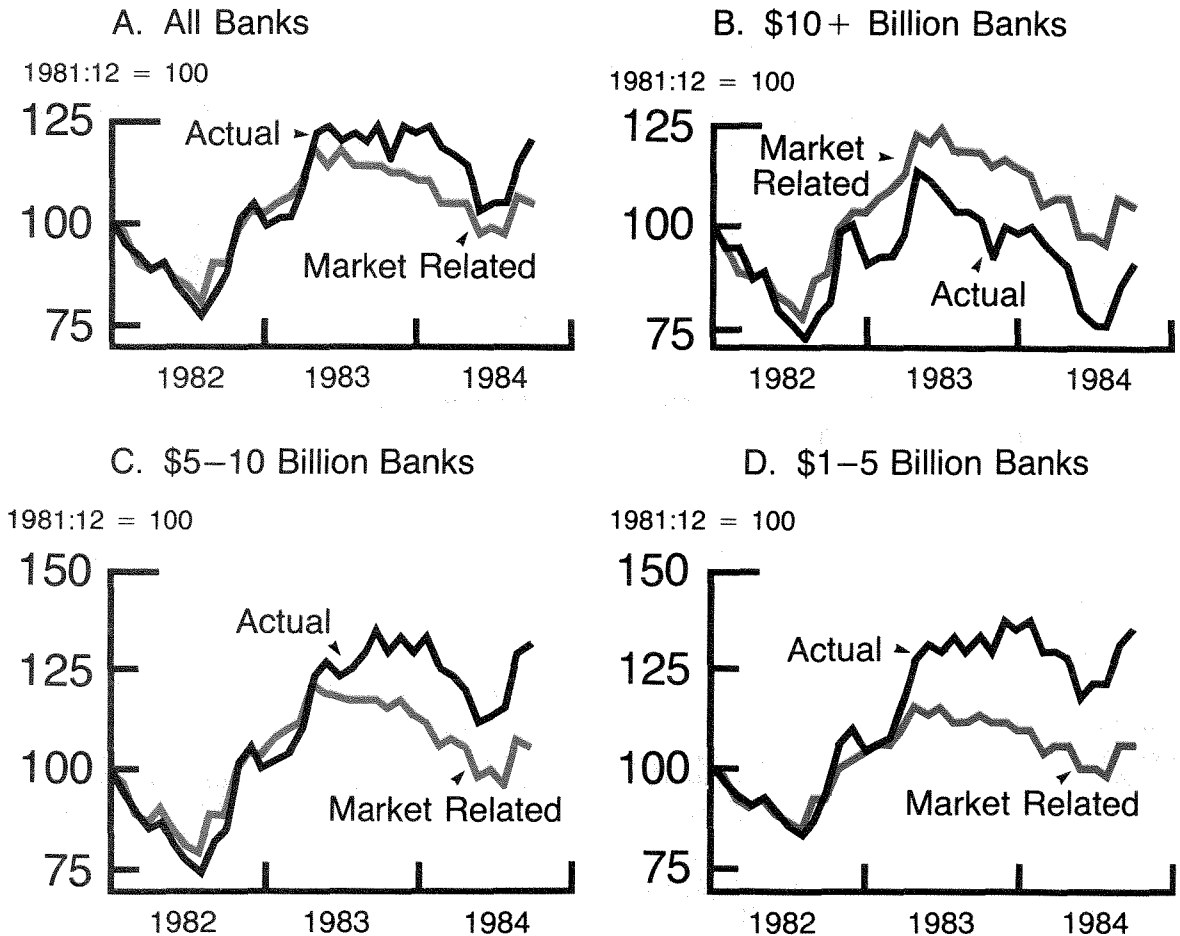 A. All Banks
1981:12 = 100
125
100
75
Actual
Market Related
1982
1983
1984
B. $10+ Billion Banks
1981:12 = 100
125
100
75
Market
Related
Actual
1982
1983
1984
C. $5–10 Billion Banks
1981:12 = 100
150
125
100
75
Actual
Market Related
1982
1983
1984
D. $1–5 Billion Banks
1981:12 = 100
150
125
100
75
Actual
Market Related
1982
1983
1984